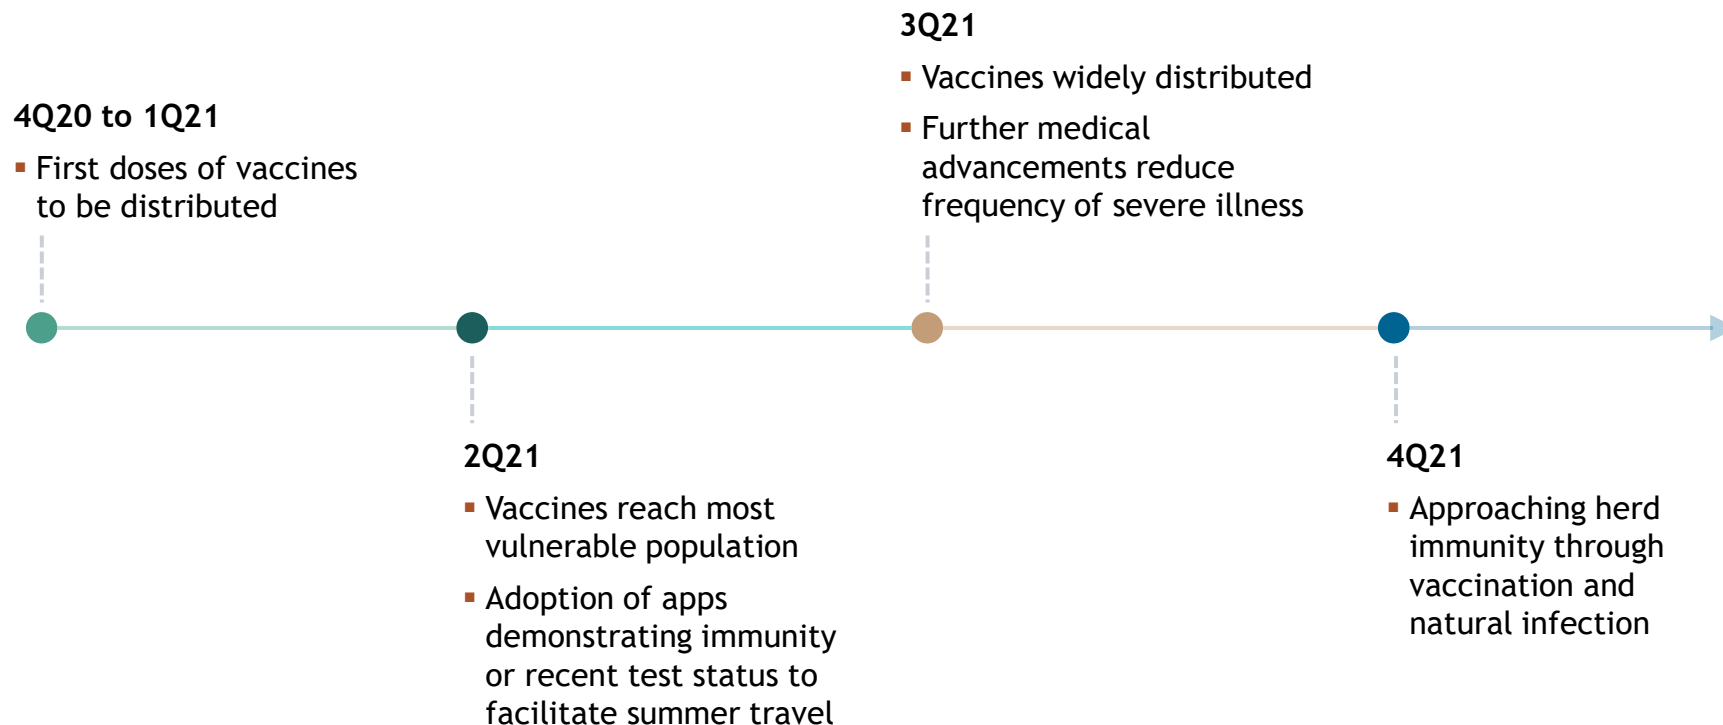 4Q20 to 1Q21
▪ First doses of vaccines
to be distributed
2Q21
▪ Vaccines reach most
vulnerable population
▪ Adoption of apps
demonstrating immunity
or recent test status to
facilitate summer travel
3Q21
▪ Vaccines widely distributed
▪ Further medical
advancements reduce
frequency of severe illness
4Q21
▪ Approaching herd
immunity through
vaccination and
natural infection